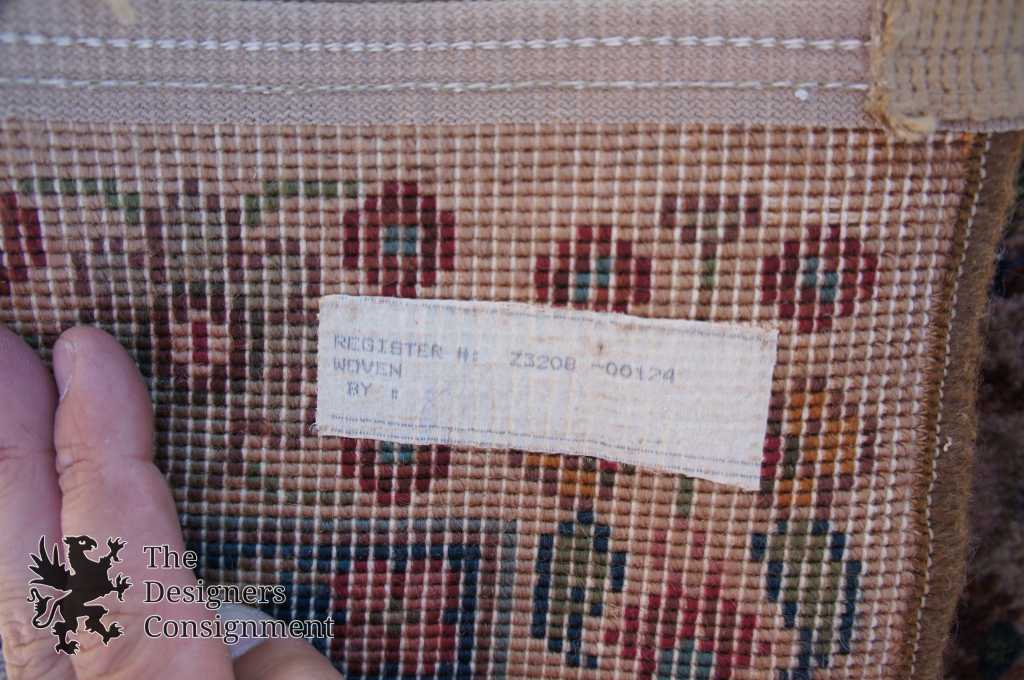 REGISTER #: Z3208 -00124
WOVEN
BY :
The
Designers
Consignment